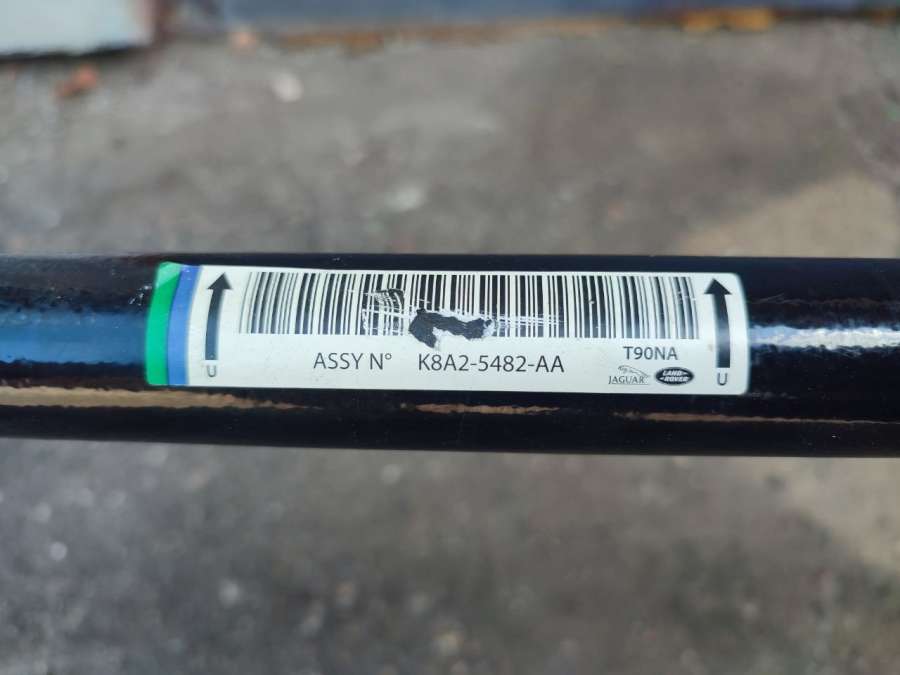 ASSY N° K8A2-5482-AA
T90NA
JAGUAR
LAND-ROVER
U
U